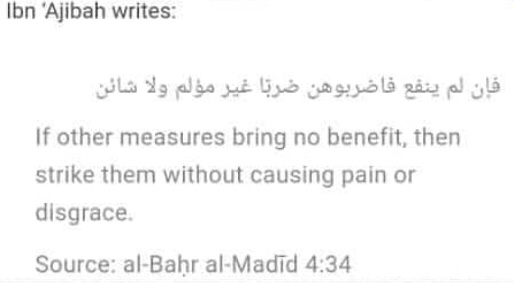 Ibn 'Ajibah writes:
فإن لم ينفع فاضربوهن ضربًا غير مؤلم ولا شائن
If other measures bring no benefit, then
strike them without causing pain or
disgrace.
Source: al-Baḥr al-Madīd 4:34